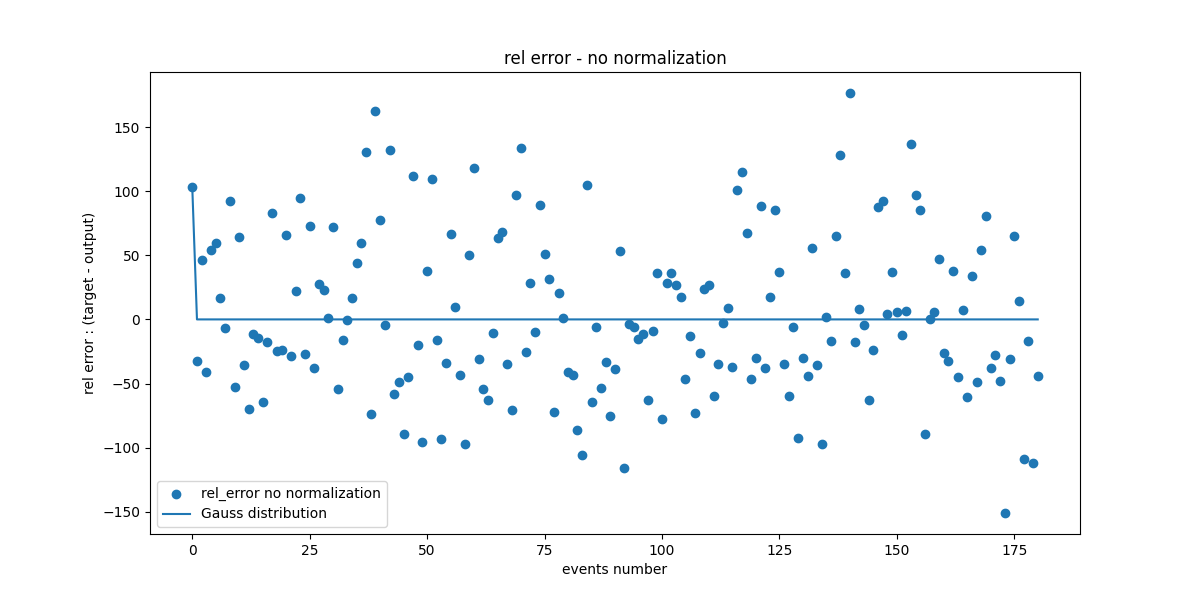 rel error - no normalization
rel error : (target - output)
150
100
50
0
−50
−100
−150
rel_error no normalization
Gauss distribution
0 25 50 75 100 125 150 175
events number